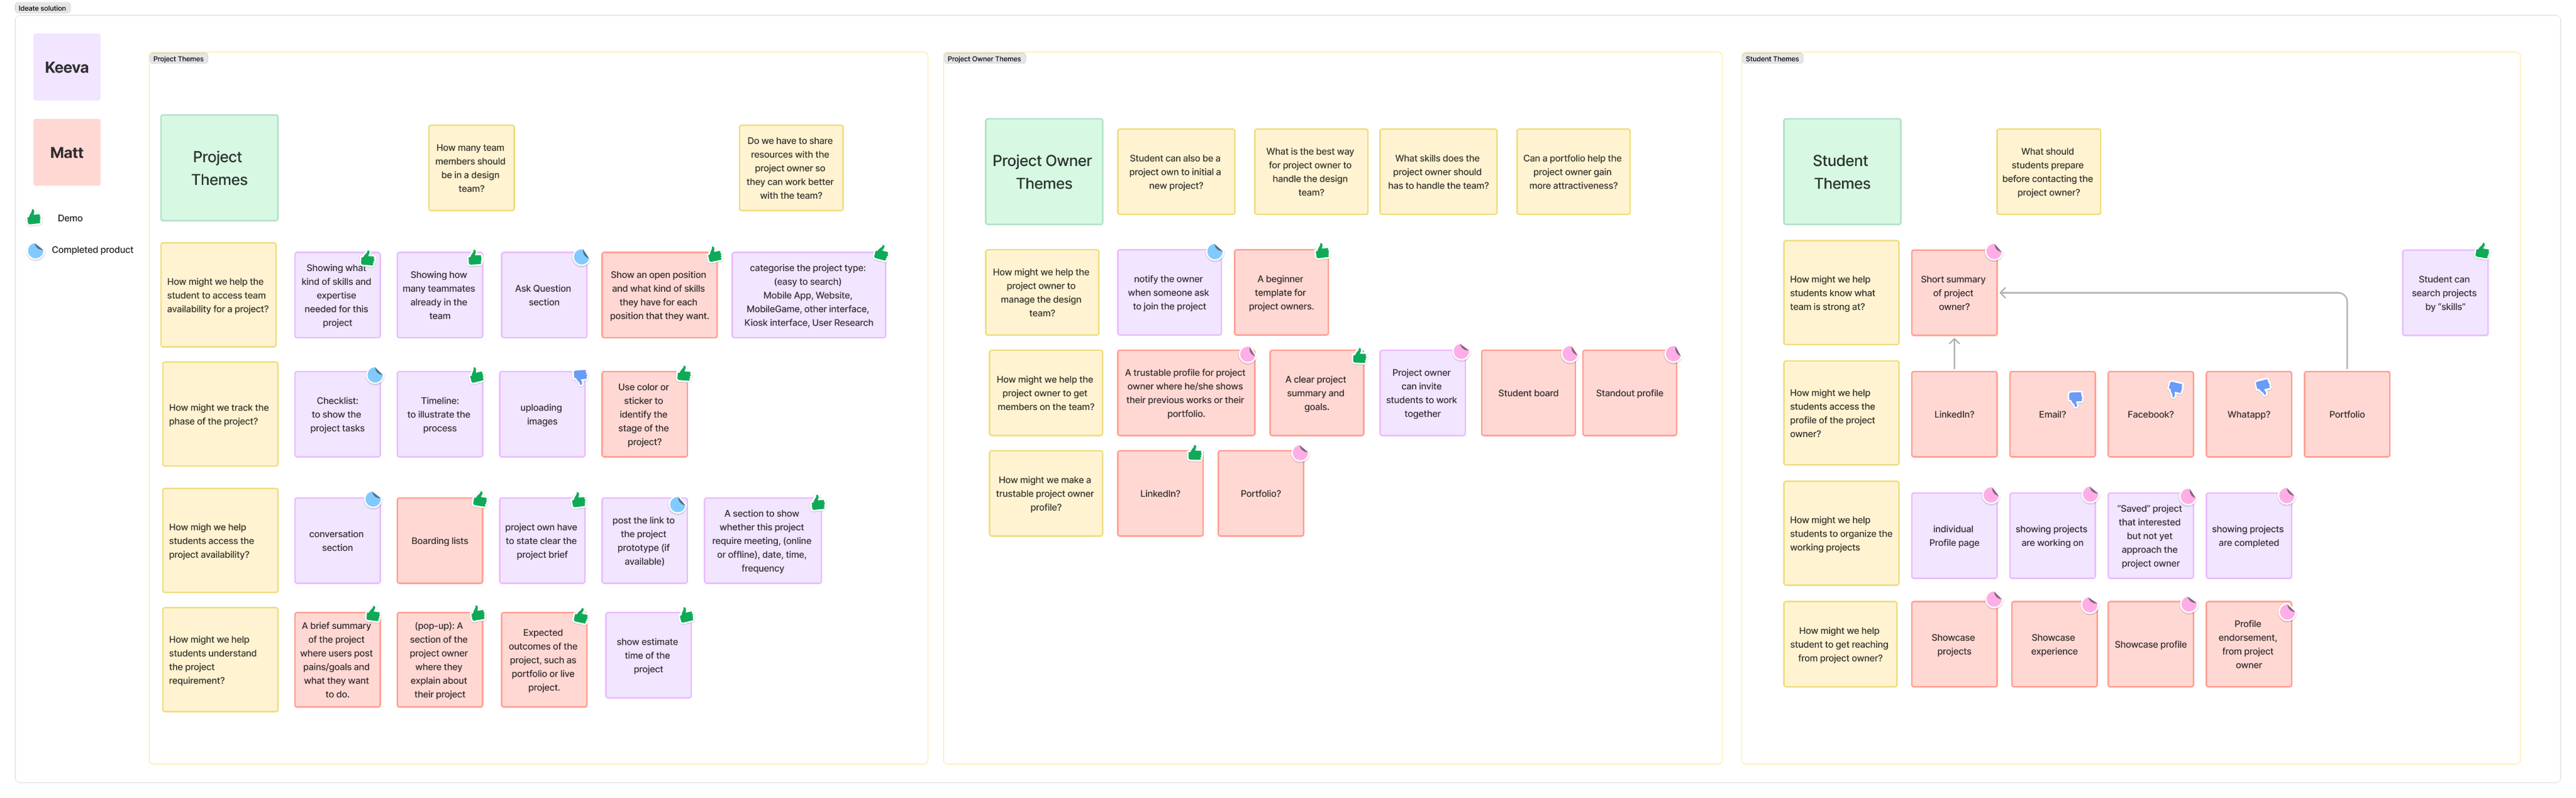 Ideate solution
Keeva
Matt
Demo
Completed product
Project Themes
Project
Themes
How many team
members should
be in a design
team?
Do we have to share
resources with the
project owner so
they can work better
with the team?
How might we help the
student to access team
availability for a project?
Showing what
kind of skills and
expertise
needed for this
project
Showing how
many teammates
already in the
team
Ask Question
section
Show an open position
and what kind of skills
they have for each
position that they want.
categorise the project type:
(easy to search)
Mobile App, Website,
MobileGame, other interface,
Kiosk interface, User Research
How might we track the
phase of the project?
Checklist:
to show the
project tasks
Timeline:
to illustrate the
process
uploading
images
Use color or
sticker to
identify the
stage of the
project?
How migh we help
students access the
project availability?
conversation
section
Boarding lists
project own have
to state clear the
project brief
post the link to
the project
prototype (if
available)
A section to show
whether this project
require meeting, (online
or offline), date, time,
frequency
How might we help
students understand
the project
requirement?
A brief summary
of the project
where users post
pains/goals and
what they want
to do.
(pop-up): A
section of the
project owner
where they
explain about
their project
Expected
outcomes of the
project, such as
portfolio or live
project.
show estimate
time of the
project
Project Owner Themes
Project Owner
Themes
Student can also be a
project own to initial a
new project?
What is the best way
for project owner to
handle the design
team?
What skills does the
project owner should
has to handle the team?
Can a portfolio help the
project owner gain
more attractiveness?
How might we help the
project owner to
manage the design
team?
notify the owner
when someone ask
to join the project
A beginner
template for
project owners.
How might we help the
project owner to get
members on the team?
A trustable profile for project
owner where he/she shows
their previous works or their
portfolio.
A clear project
summary and
goals.
Project owner
can invite
students to work
together
Student board
Standout profile
How might we make a
trustable project owner
profile?
LinkedIn?
Portfolio?
Student Themes
Student
Themes
What should
students prepare
before contacting the
project owner?
How might we help
students know what
team is strong at?
Short summary
of project
owner?
Student can
search projects
by “skills”
How might we help
students access the
profile of the project
owner?
LinkedIn?
Email?
Facebook?
Whatapp?
Portfolio
How might we help
students to organize the
working projects
individual
Profile page
showing projects
are working on
“Saved” project
that interested
but not yet
approach the
project owner
showing projects
are completed
How might we help
student to get reaching
from project owner?
Showcase
projects
Showcase
experience
Showcase profile
Profile
endorsement,
from project
owner